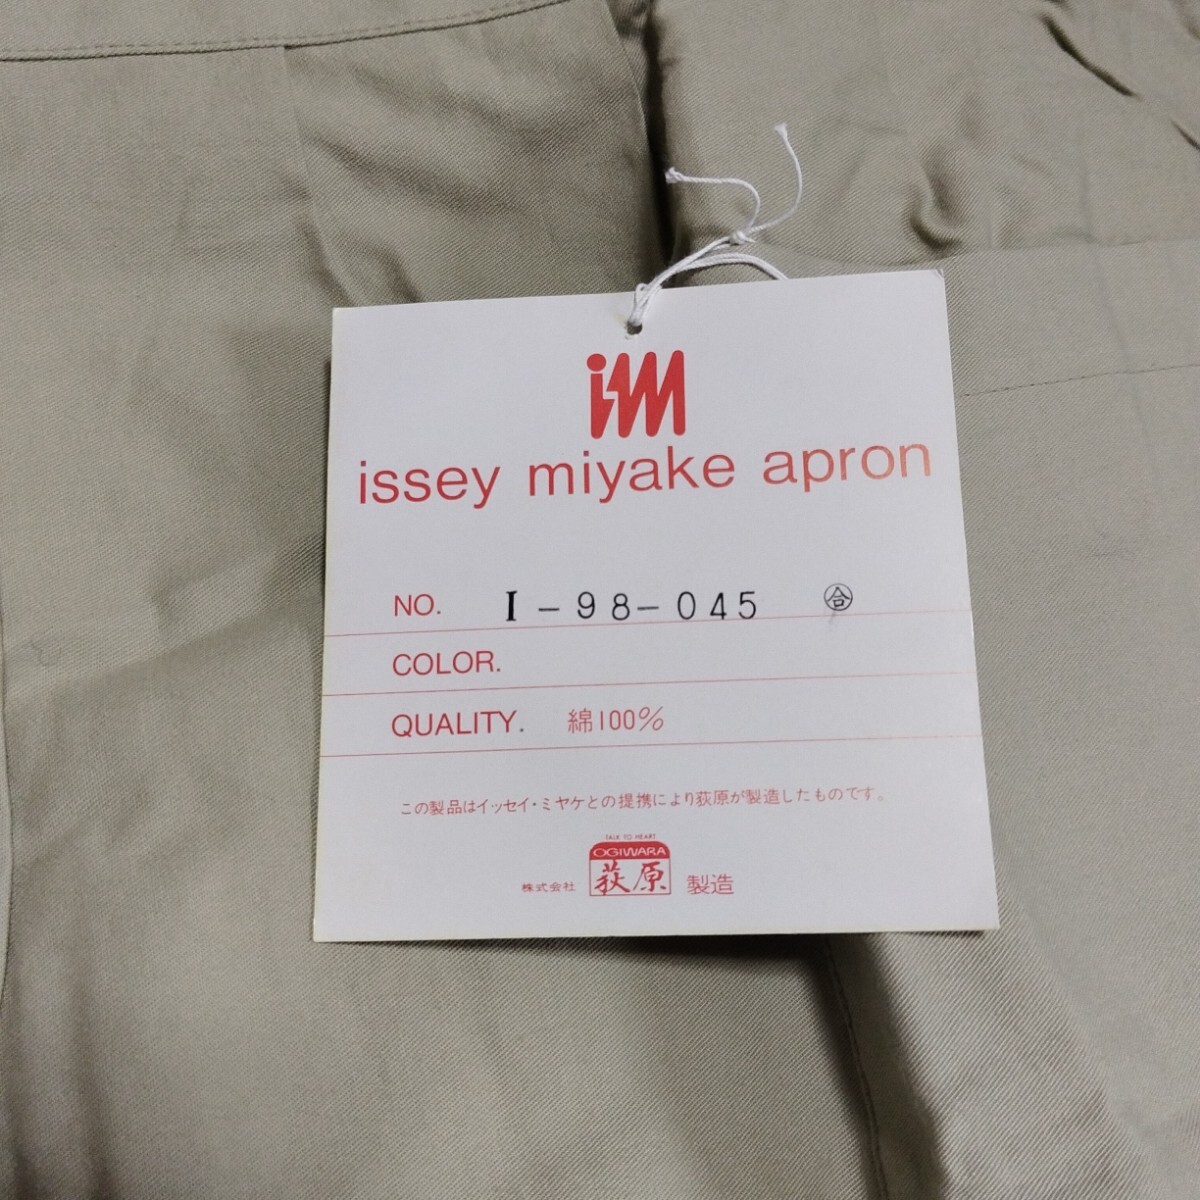 im
issey miyake apron
NO. I-98-045 ㊒合
COLOR.
QUALITY. 綿100%
この製品はイッセイ・ミヤケとの提携により荻原が製造したものです。
TALK TO HEART
OGIWARA
株式会社 荻原 製造